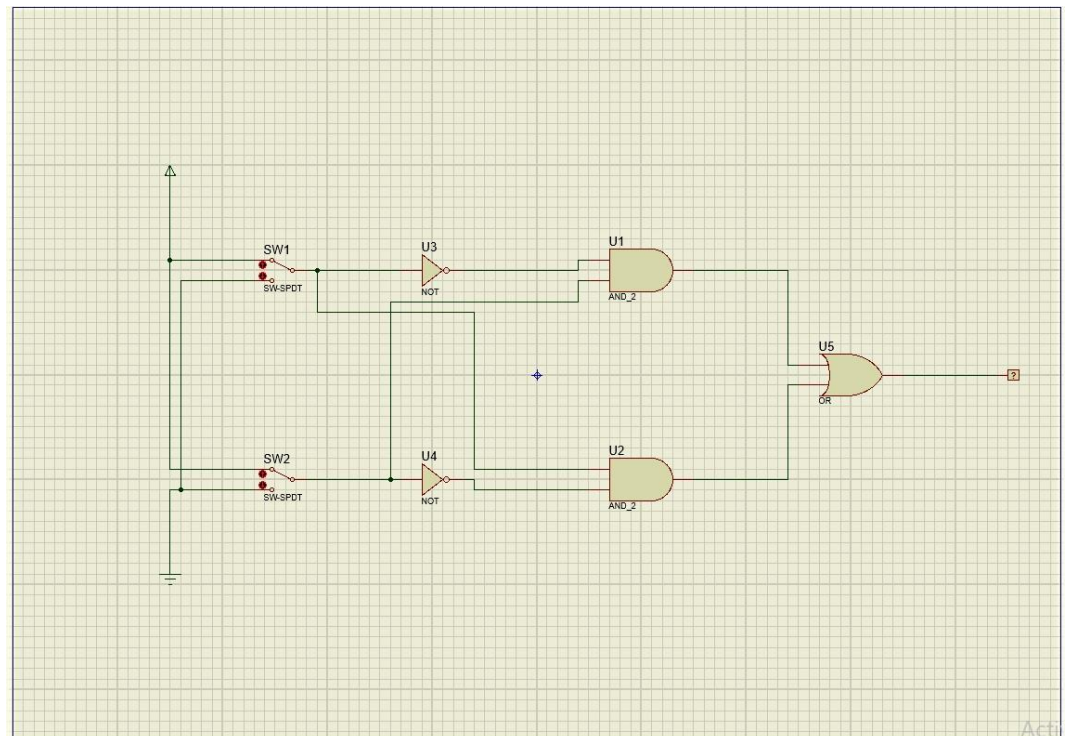 SW1
SW-SPDT
U3
NOT
U1
AND_2
U5
OR
?
SW2
SW-SPDT
U4
NOT
U2
AND_2